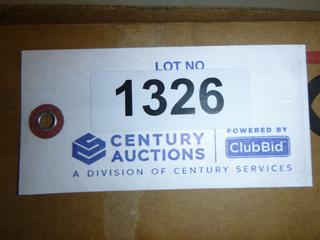 LOT NO
1326
CENTURY
AUCTIONS
POWERED BY
ClubBid
A DIVISION OF CENTURY SERVICES